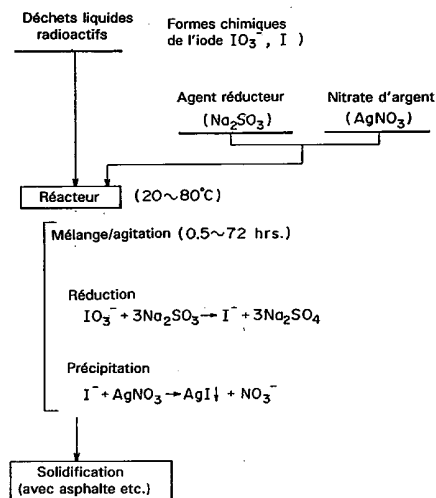 Déchets liquides
radioactifs
Formes chimiques
de l'iode IO₃⁻, I )
Agent réducteur
(Na₂SO₃)
Nitrate d'argent
(AgNO₃)
Réacteur (20~80°C)
Mélange/agitation (0.5~72 hrs.)
Réduction
IO₃⁻ + 3Na₂SO₃→ I⁻ + 3Na₂SO₄
Précipitation
I⁻ + AgNO₃→AgI↓ + NO₃⁻
Solidification
(avec asphalte etc.)